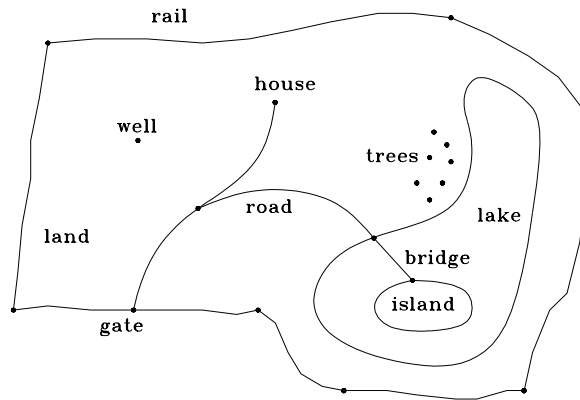 rail
house
well
trees
road
lake
land
bridge
island
gate